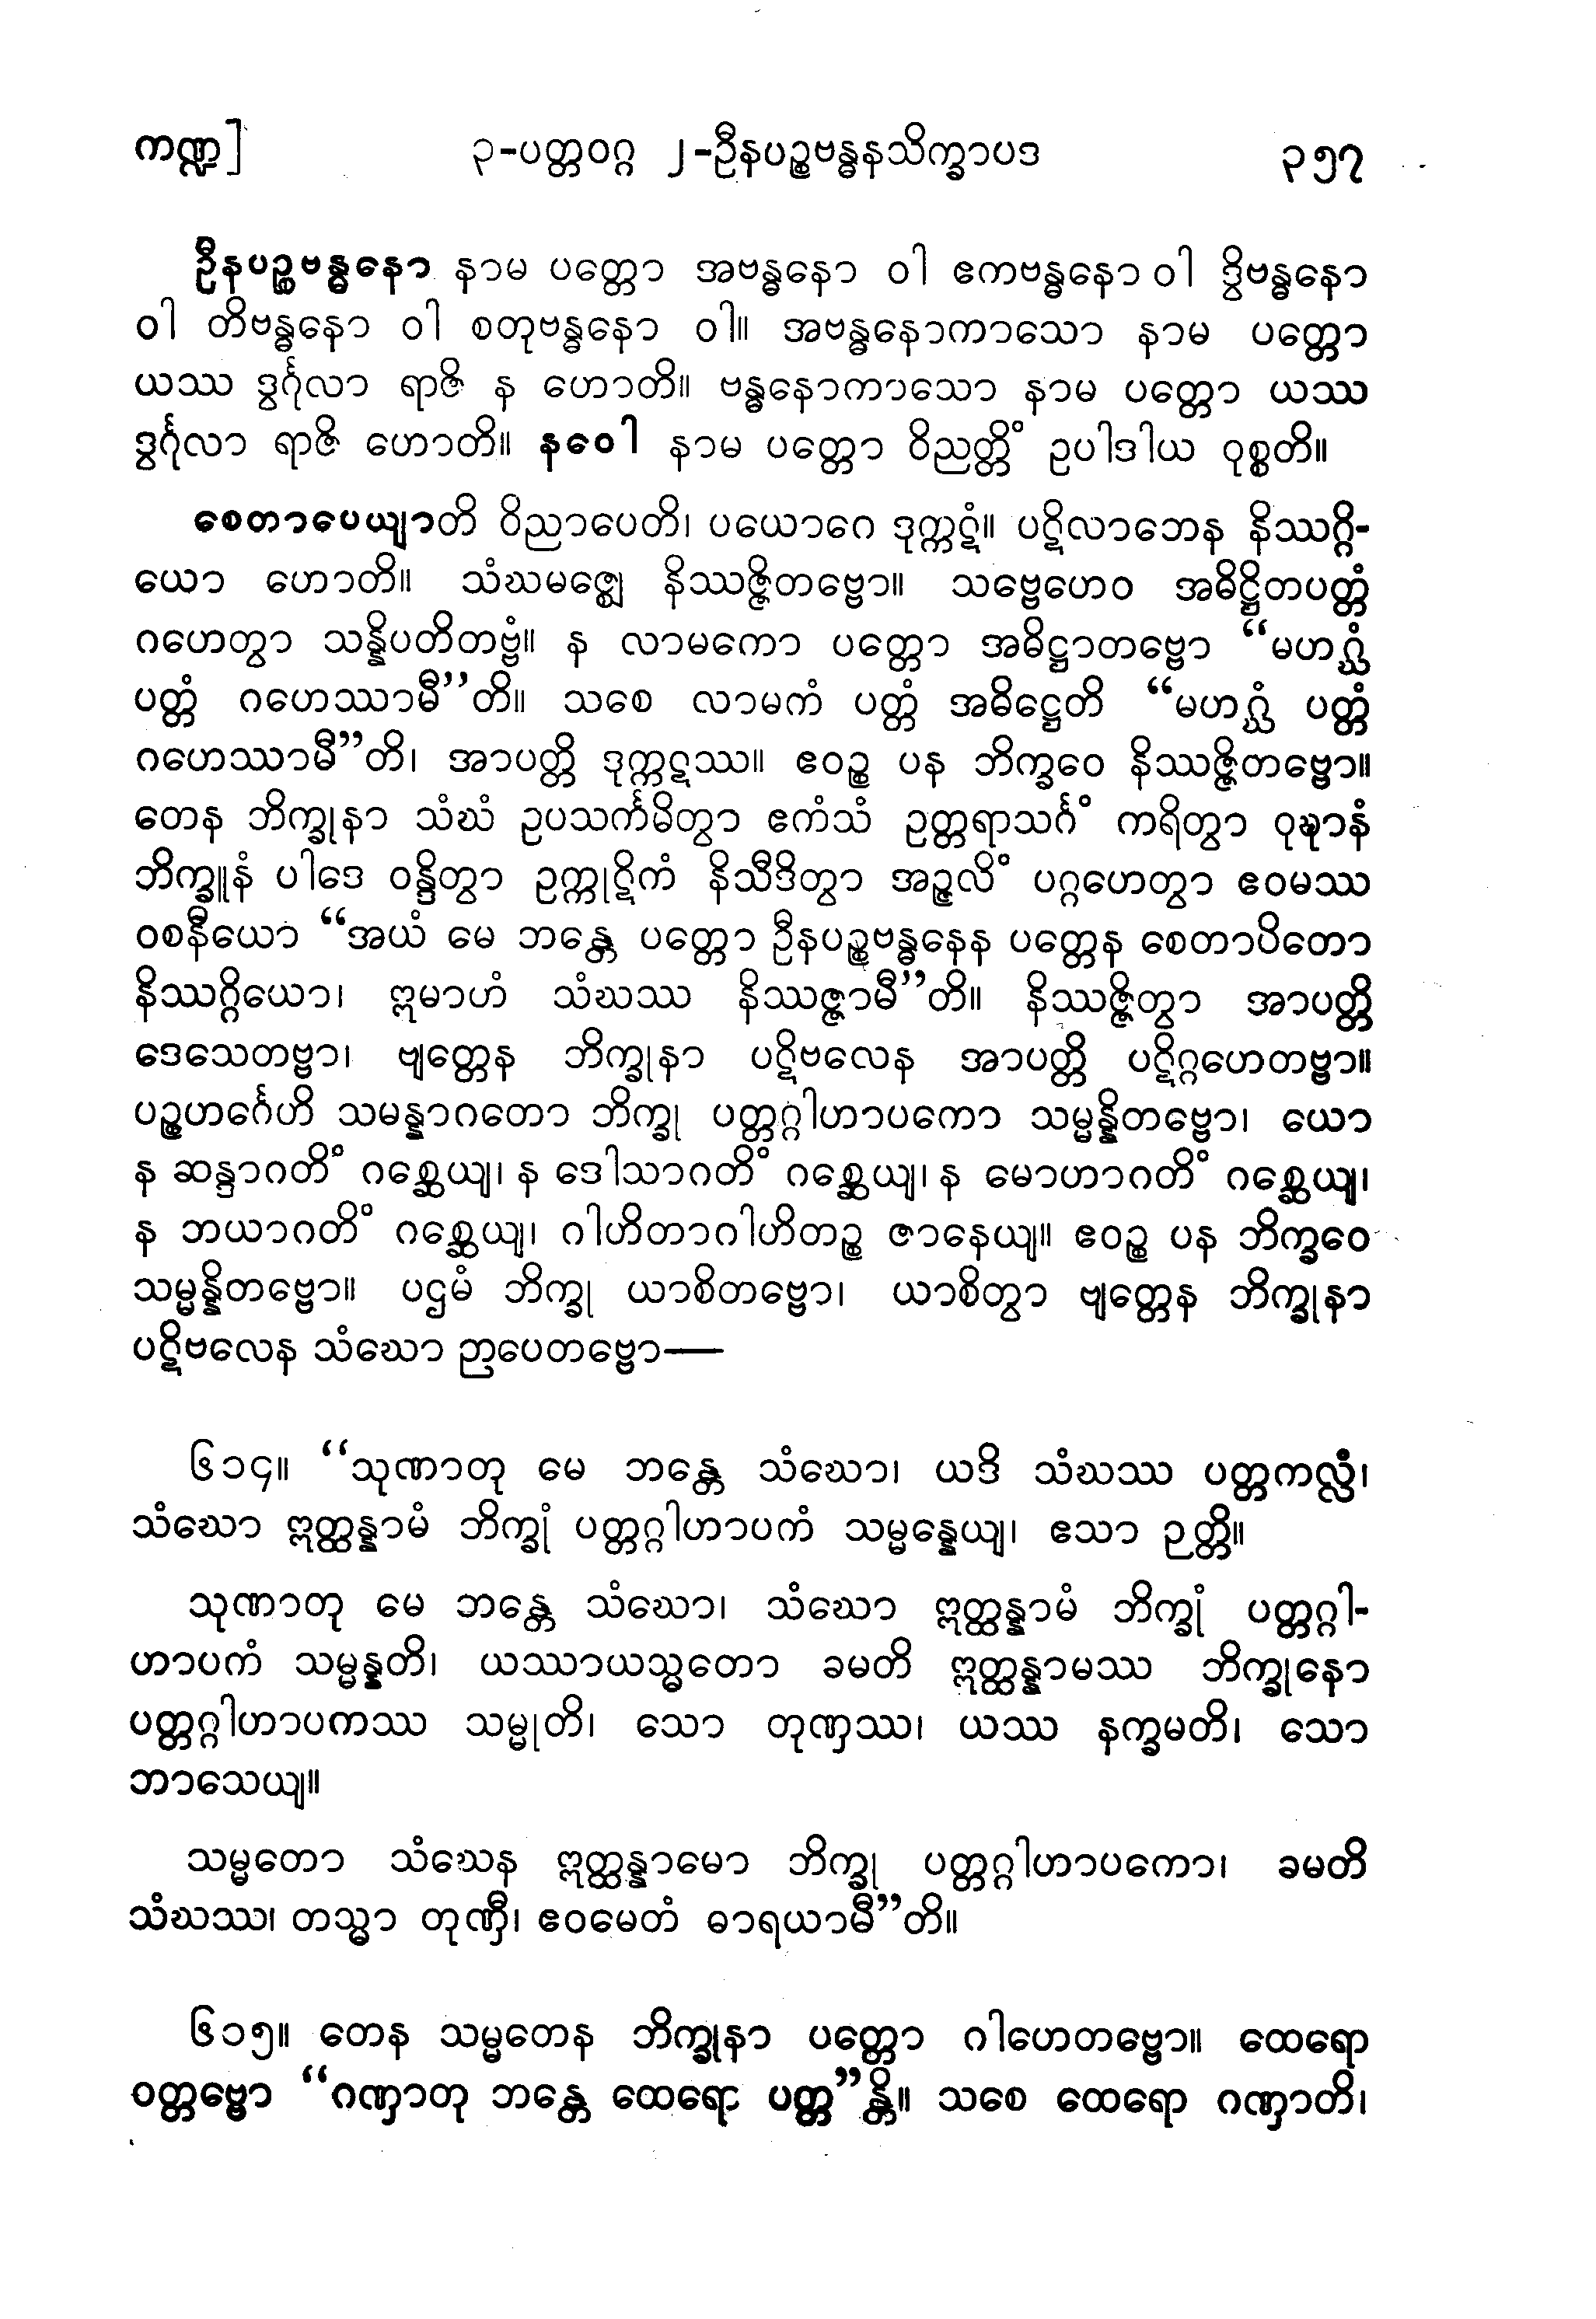 ကဏ္ဍ] ၃-ပတ္တဝဂ္ဂ ၂-ဦနပဉ္စဗန္ဓနသိက္ခာပဒ ၃၅၇
ဦနပဉ္စဗန္ဓနော နာမ ပတ္တော အဗန္ဓနော ဝါ ဧကဗန္ဓနော ဝါ ဒွိဗန္ဓနော
ဝါ တိဗန္ဓနော ဝါ စတုဗန္ဓနော ဝါ။ အဗန္ဓနောကာသော နာမ ပတ္တော
ယဿ ဒွင်္ဂုလာ ရာဇိ န ဟောတိ။ ဗန္ဓနောကာသော နာမ ပတ္တော ယဿ
ဒွင်္ဂုလာ ရာဇိ ဟောတိ။ နဝေါ နာမ ပတ္တော ဝိညတ္တိံ ဥပါဒါယ ဝုစ္စတိ။
စေတာပေယျာတိ ဝိညာပေတိ၊ ပယောဂေ ဒုက္ကဋံ။ ပဋိလာဘေန နိဿဂ္ဂိ-
ယော ဟောတိ။ သံဃမဇ္ဈေ နိဿဇ္ဇိတဗ္ဗော။ သဗ္ဗေဟေဝ အဓိဋ္ဌိတပတ္တံ
ဂဟေတွာ သန္နိပတိတဗ္ဗံ။ န လာမကော ပတ္တော အဓိဋ္ဌာတဗ္ဗော “မဟဂ္ဃံ
ပတ္တံ ဂဟေဿာမီ”တိ။ သစေ လာမကံ ပတ္တံ အဓိဋ္ဌေတိ “မဟဂ္ဃံ ပတ္တံ
ဂဟေဿာမီ”တိ၊ အာပတ္တိ ဒုက္ကဋဿ။ ဧဝဉ္စ ပန ဘိက္ခဝေ နိဿဇ္ဇိတဗ္ဗော။
တေန ဘိက္ခုနာ သံဃံ ဥပသင်္ကမိတွာ ဧကံသံ ဥတ္တရာသင်္ဂံ ကရိတွာ ဝုဍ္ဎာနံ
ဘိက္ခူနံ ပါဒေ ဝန္ဒိတွာ ဥက္ကုဋိကံ နိသီဒိတွာ အဉ္ဇလိံ ပဂ္ဂဟေတွာ ဧဝမဿ
ဝစနီယော “အယံ မေ ဘန္တေ ပတ္တော ဦနပဉ္စဗန္ဓနေန ပတ္တေန စေတာပိတော
နိဿဂ္ဂိယော၊ ဣမာဟံ သံဃဿ နိဿဇ္ဇာမီ”တိ။ နိဿဇ္ဇိတွာ အာပတ္တိ
ဒေသေတဗ္ဗာ၊ ဗျတ္တေန ဘိက္ခုနာ ပဋိဗလေန အာပတ္တိ ပဋိဂ္ဂဟေတဗ္ဗာ။
ပဉ္စဟင်္ဂေဟိ သမန္နာဂတော ဘိက္ခု ပတ္တဂ္ဂါဟာပကော သမ္မန္နိတဗ္ဗော၊ ယော
န ဆန္ဒာဂတိံ ဂစ္ဆေယျ၊ န ဒေါသာဂတိံ ဂစ္ဆေယျ၊ န မောဟာဂတိံ ဂစ္ဆေယျ၊
န ဘယာဂတိံ ဂစ္ဆေယျ၊ ဂါဟိတာဂါဟိတဉ္စ ဇာနေယျ။ ဧဝဉ္စ ပန ဘိက္ခဝေ
သမ္မန္နိတဗ္ဗော။ ပဌမံ ဘိက္ခု ယာစိတဗ္ဗော၊ ယာစိတွာ ဗျတ္တေန ဘိက္ခုနာ
ပဋိဗလေန သံဃော ဉာပေတဗ္ဗော—
၆၁၄။ “သုဏာတု မေ ဘန္တေ သံဃော၊ ယဒိ သံဃဿ ပတ္တကလ္လံ၊
သံဃော ဣတ္ထန္နာမံ ဘိက္ခုံ ပတ္တဂ္ဂါဟာပကံ သမ္မန္နေယျ၊ ဧသာ ဉတ္တိ။
သုဏာတု မေ ဘန္တေ သံဃော၊ သံဃော ဣတ္ထန္နာမံ ဘိက္ခုံ ပတ္တဂ္ဂါ-
ဟာပကံ သမ္မန္နတိ၊ ယဿာယသ္မတော ခမတိ ဣတ္ထန္နာမဿ ဘိက္ခုနော
ပတ္တဂ္ဂါဟာပကဿ သမ္မုတိ၊ သော တုဏှဿ၊ ယဿ နက္ခမတိ၊ သော
ဘာသေယျ။
သမ္မတော သံဃေန ဣတ္ထန္နာမော ဘိက္ခု ပတ္တဂ္ဂါဟာပကော၊ ခမတိ
သံဃဿ၊ တသ္မာ တုဏှီ၊ ဧဝမေတံ ဓာရယာမီ”တိ။
၆၁၅။ တေန သမ္မတေန ဘိက္ခုနာ ပတ္တော ဂါဟေတဗ္ဗော။ ထေရော
ဝတ္တဗ္ဗော “ဂဏှာတု ဘန္တေ ထေရော ပတ္တ”န္တိ။ သစေ ထေရော ဂဏှာတိ၊